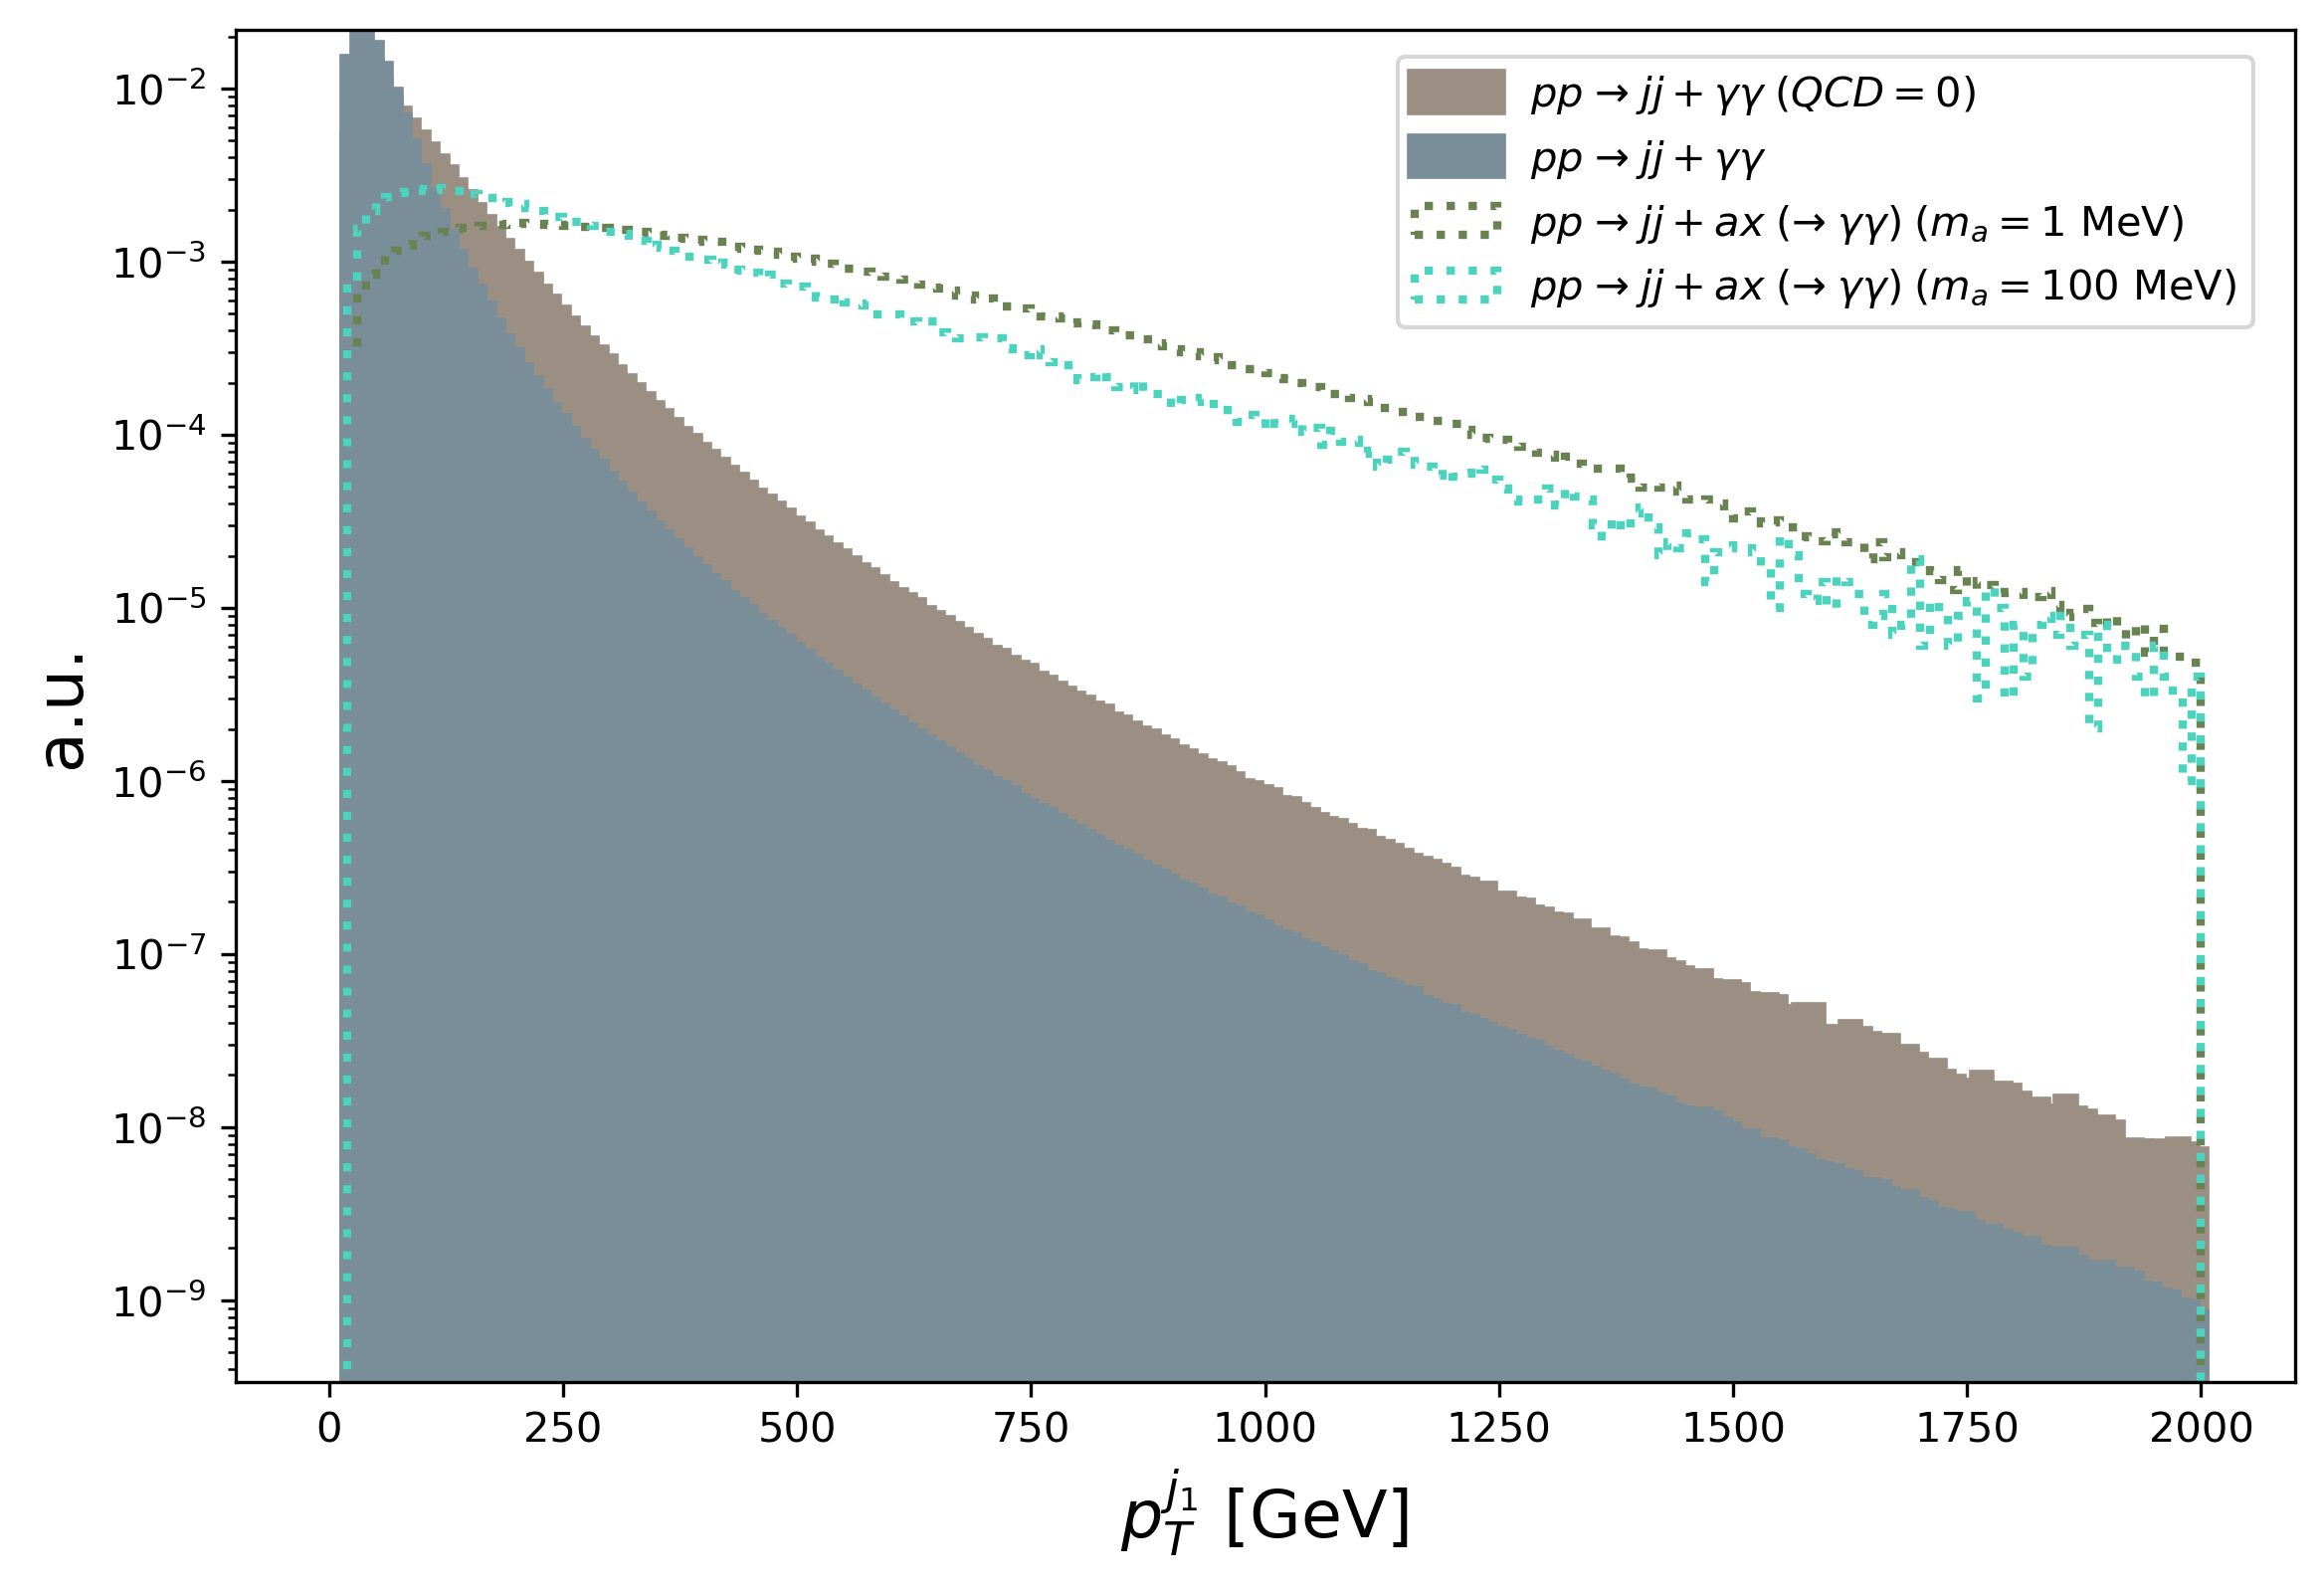 pp → jj + γγ (QCD = 0)
pp → jj + γγ
pp → jj + ax (→ γγ) (mₐ = 1 MeV)
pp → jj + ax (→ γγ) (mₐ = 100 MeV)
a.u.
10⁻²
10⁻³
10⁻⁴
10⁻⁵
10⁻⁶
10⁻⁷
10⁻⁸
10⁻⁹
0 250 500 750 1000 1250 1500 1750 2000
p_T^{j_1} [GeV]